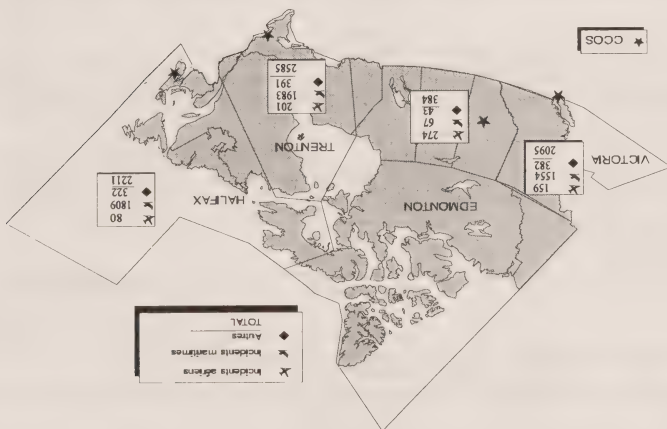 Incidents aériens
Incidents maritimes
Autres
TOTAL
EDMONTON
HALIFAX
80
1809
322
2211
VICTORIA
159
1554
382
2095
TRENTON
274
67
43
384
201
1983
391
2585
CCOS